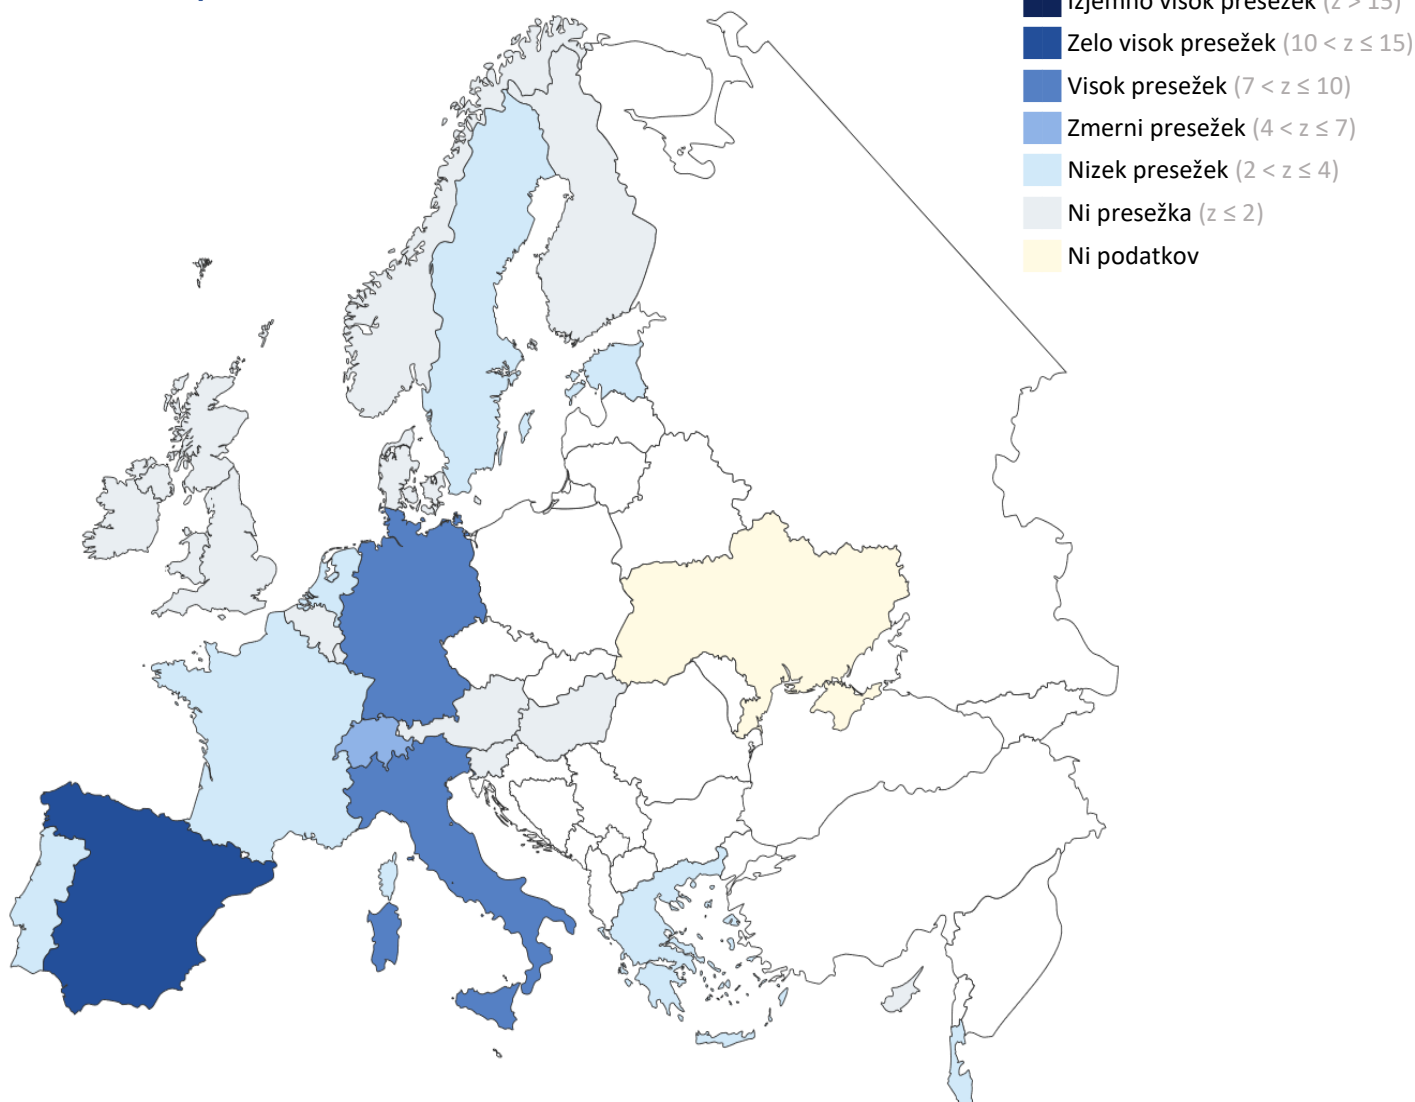 Izjemno visok presežek (z > 15)
Zelo visok presežek (10 < z ≤ 15)
Visok presežek (7 < z ≤ 10)
Zmerni presežek (4 < z ≤ 7)
Nizek presežek (2 < z ≤ 4)
Ni presežka (z ≤ 2)
Ni podatkov